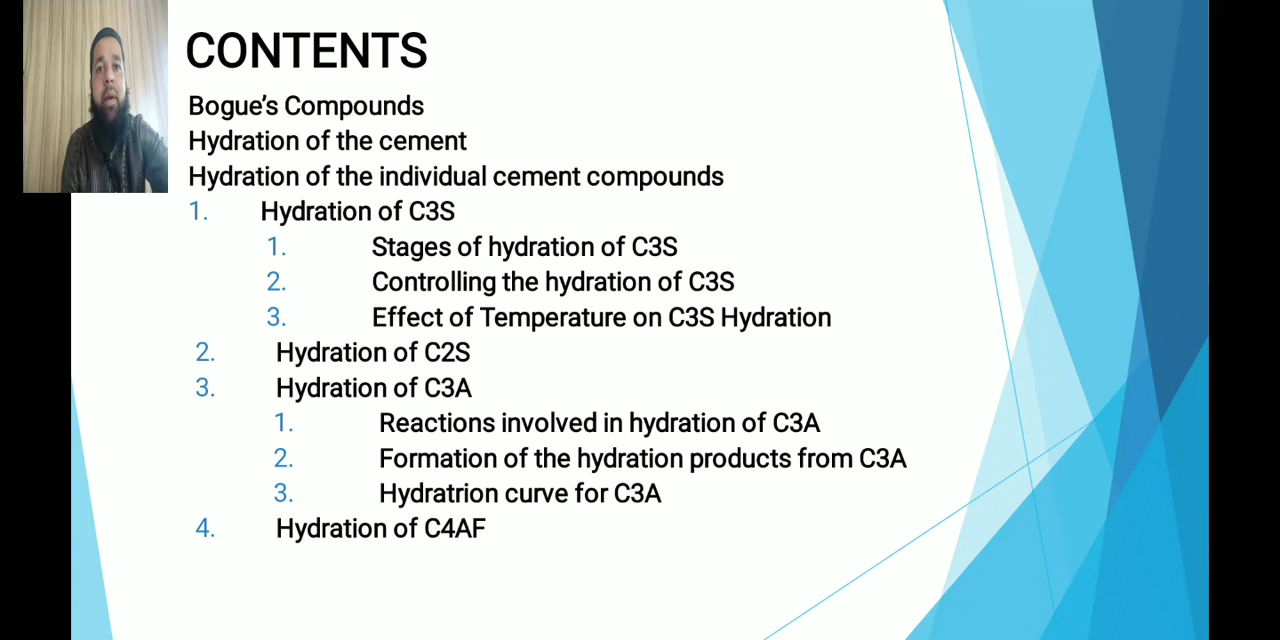 CONTENTS
Bogue's Compounds
Hydration of the cement
Hydration of the individual cement compounds
1. Hydration of C3S
1. Stages of hydration of C3S
2. Controlling the hydration of C3S
3. Effect of Temperature on C3S Hydration
2. Hydration of C2S
3. Hydration of C3A
1. Reactions involved in hydration of C3A
2. Formation of the hydration products from C3A
3. Hydratrion curve for C3A
4. Hydration of C4AF